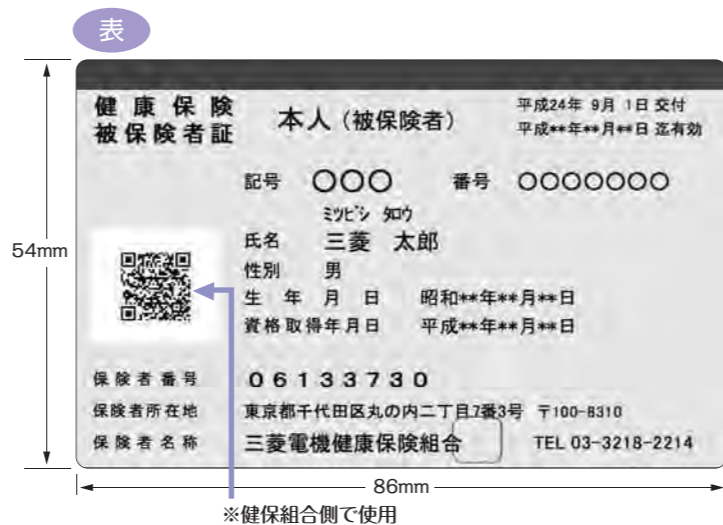 表
健康保険
被保険者証
本人（被保険者）
平成24年 9月 1日 交付
平成**年**月**日 迄有効
記号 〇〇〇 番号 〇〇〇〇〇〇〇
ミツビシ タロウ
氏名 三菱 太郎
性別 男
生年月日 昭和**年**月**日
資格取得年月日 平成**年**月**日
保険者番号 06133730
保険者所在地 東京都千代田区丸の内二丁目7番3号 〒100-8310
保険者名称 三菱電機健康保険組合 TEL 03-3218-2214
54mm
86mm
※健保組合側で使用